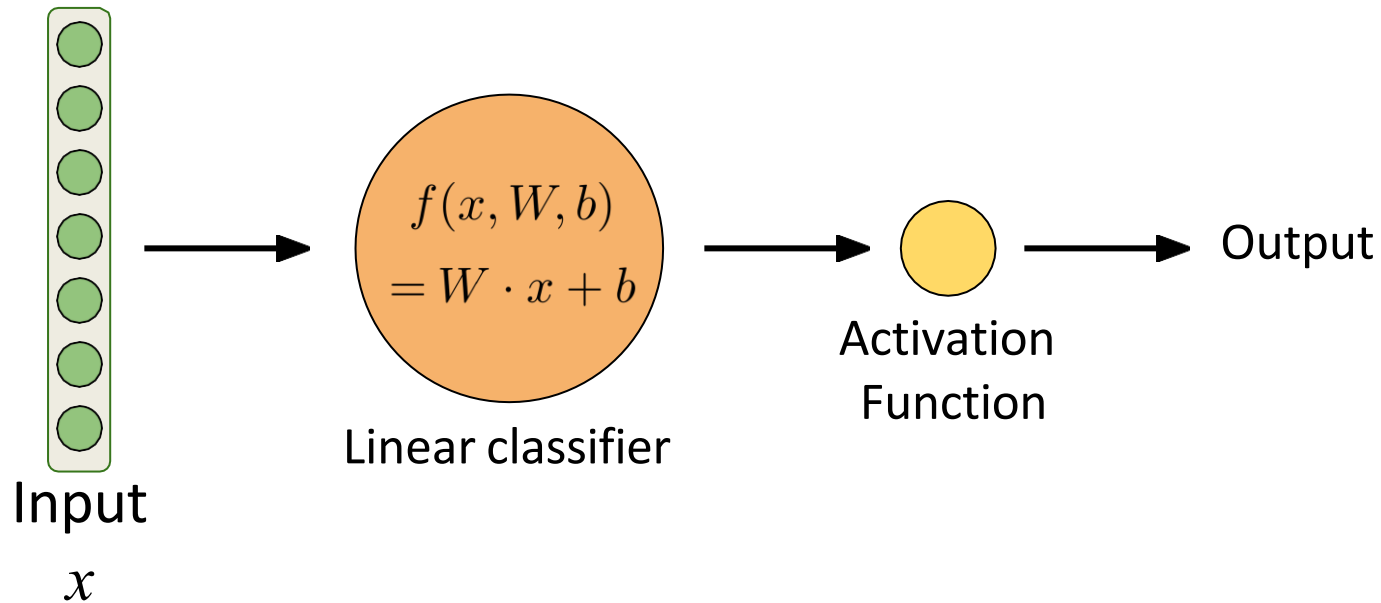 Input
x
f(x, W, b)
= W · x + b
Linear classifier
Activation
Function
Output